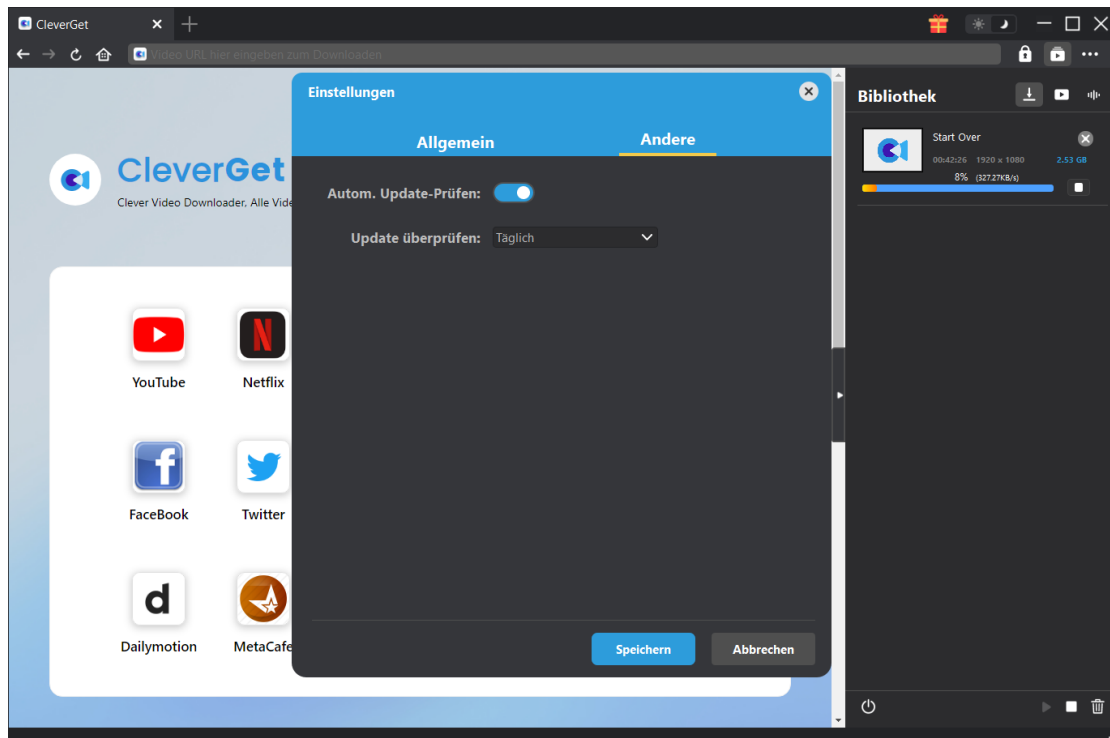 CleverGet
Video URL hier eingeben zum Downloaden
Einstellungen
Allgemein
Andere
Autom. Update-Prüfen:
Update überprüfen:
Täglich
Speichern
Abbrechen
CleverGet
Clever Video Downloader. Alle Vide
YouTube
Netflix
FaceBook
Twitter
Dailymotion
MetaCafe
Bibliothek
Start Over
00:42:26 1920 x 1080 2.53 GB
8% (327.27KB/s)